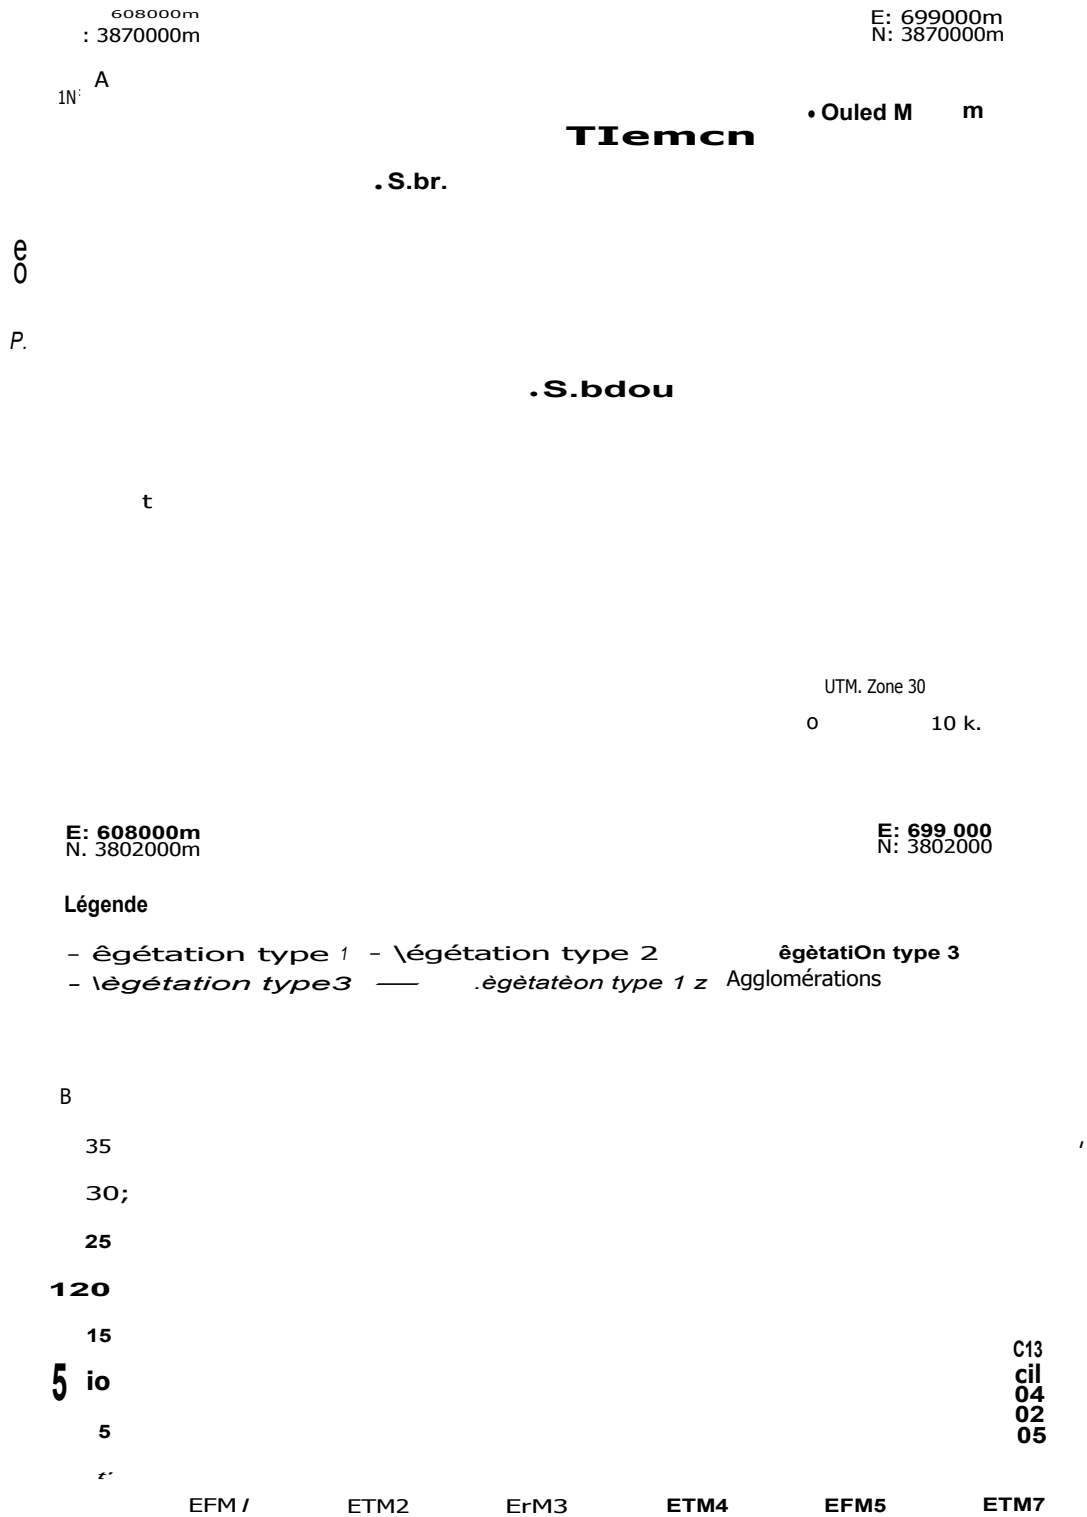 608000m
E: 699000m
: 3870000m
N: 3870000m
A
1N:
• Ouled M m
TIemcn
. S.br.
e
O
P.
.S.bdou
t
UTM. Zone 30
o 10 k.
E: 608000m
E: 699 000
N. 3802000m
N: 3802000
Légende
– êgétation type 1 – \égétation type 2 êgètatiOn type 3
– \ègétation type3 — .ègètatèon type 1 z Agglomérations
B
35
30;
25
120
15
C13
5 io
cil
04
02
5
05
t'
EFM I ETM2 ErM3 ETM4 EFM5 ETM7